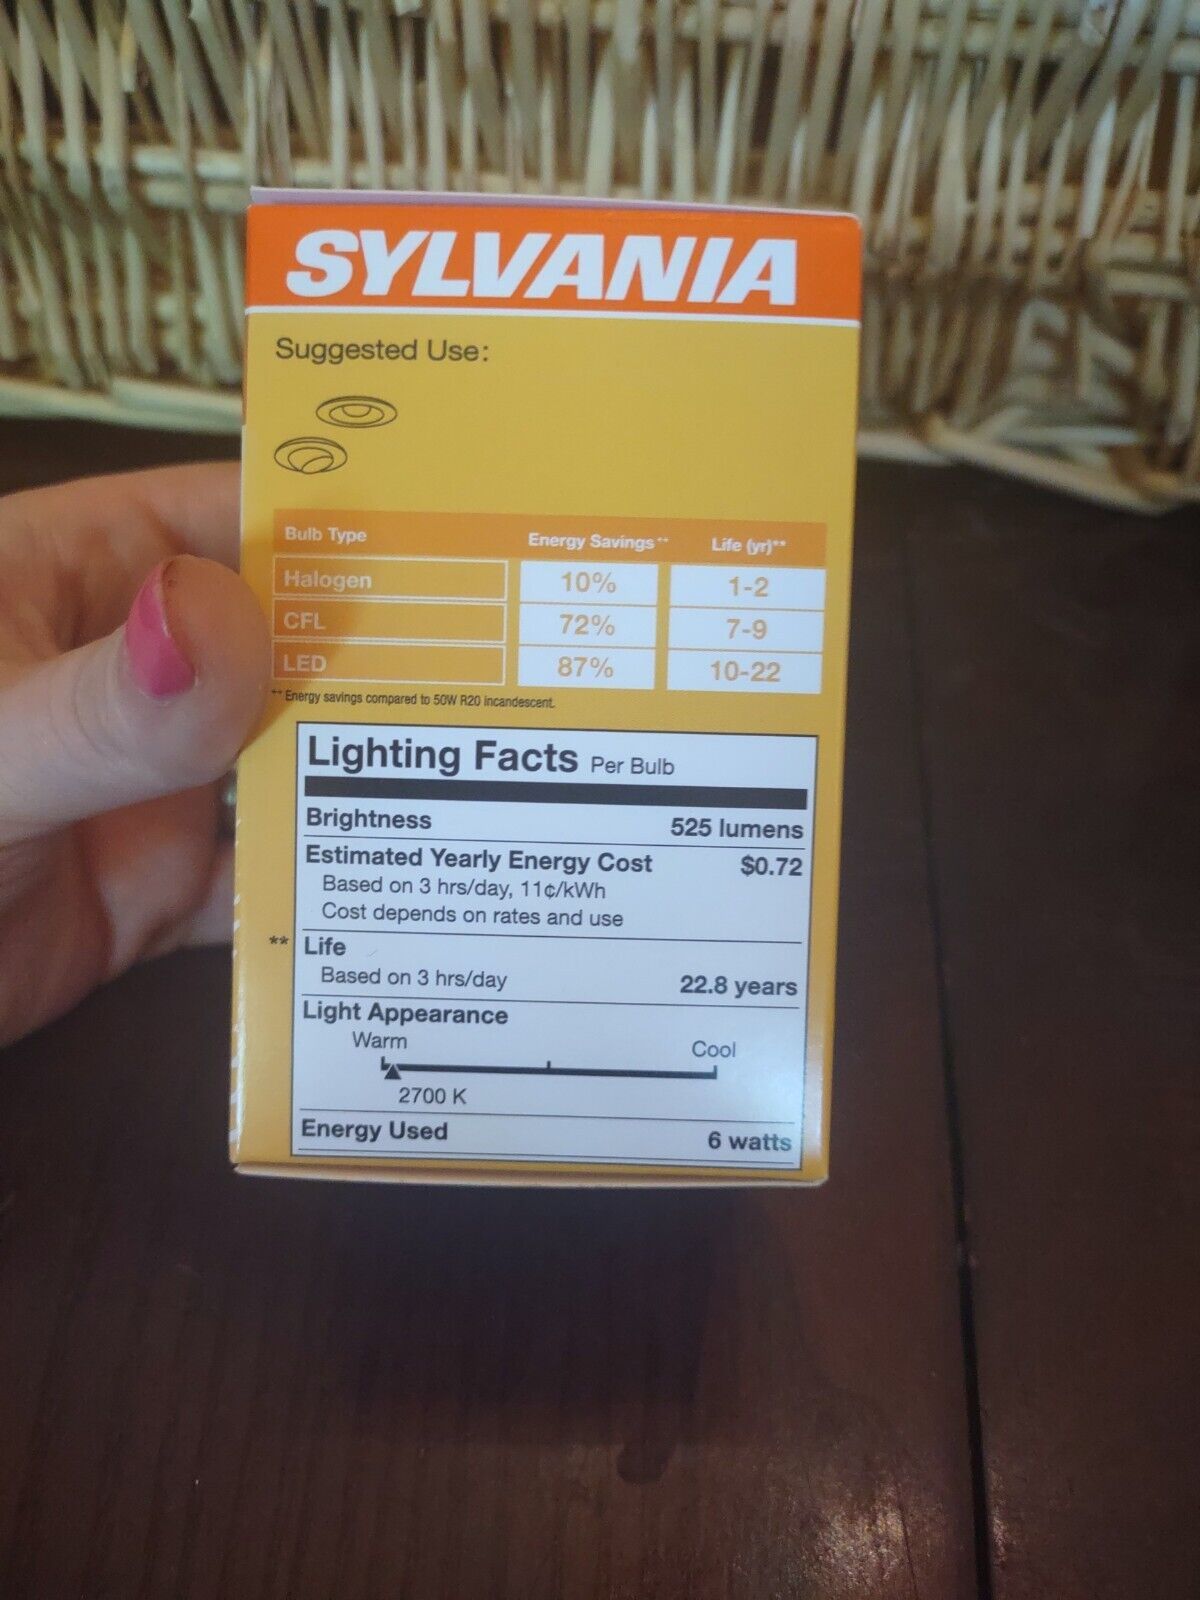 SYLVANIA
Suggested Use:
Bulb Type Energy Savings** Life (yr)**
Halogen 10% 1-2
CFL 72% 7-9
LED 87% 10-22
** Energy savings compared to 50W R20 incandescent.
Lighting Facts Per Bulb
Brightness 525 lumens
Estimated Yearly Energy Cost $0.72
Based on 3 hrs/day, 11¢/kWh
Cost depends on rates and use
** Life
Based on 3 hrs/day 22.8 years
Light Appearance
Warm Cool
2700 K
Energy Used 6 watts